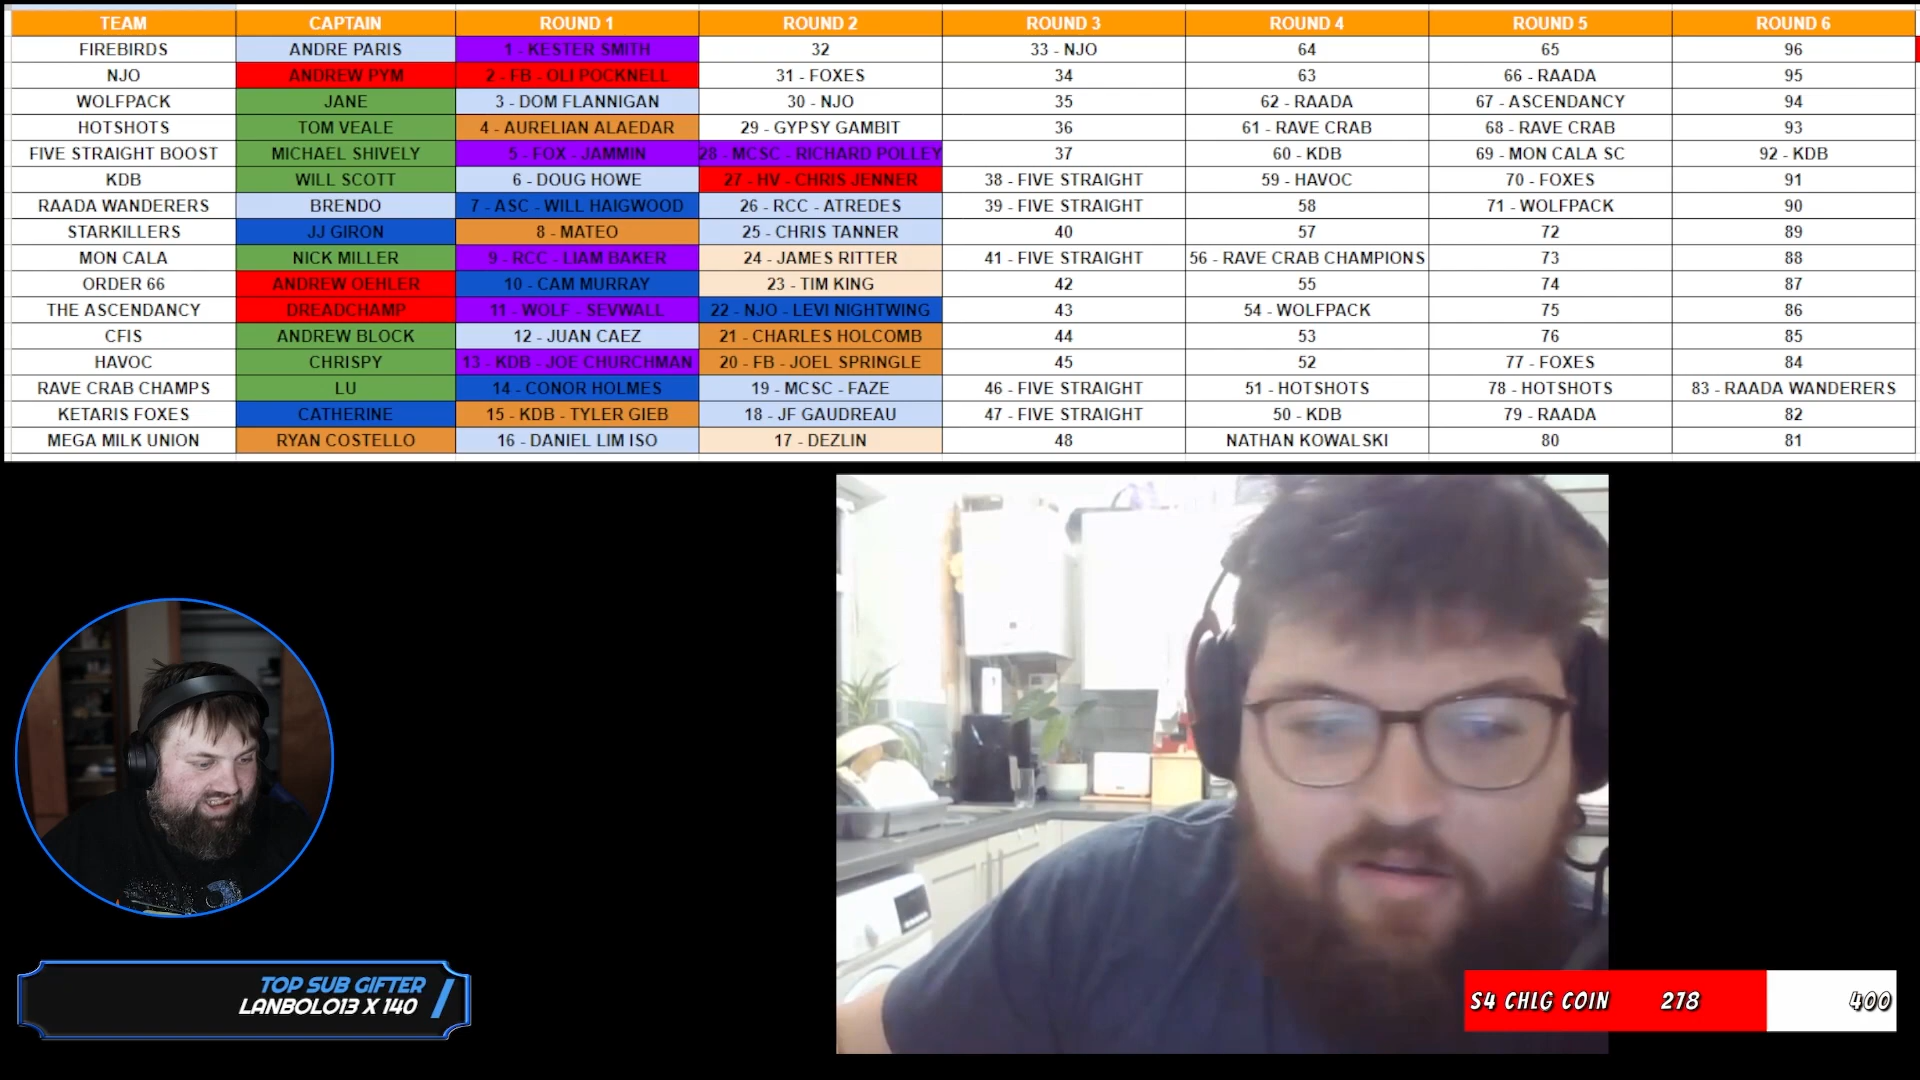 TEAM CAPTAIN ROUND 1 ROUND 2 ROUND 3 ROUND 4 ROUND 5 ROUND 6
FIREBIRDS ANDRE PARIS 1 - KESTER SMITH 32 33 - NJO 64 65 96
NJO ANDREW PYM 2 - FB - OLI POCKNELL 31 - FOXES 34 63 66 - RAADA 95
WOLFPACK JANE 3 - DOM FLANNIGAN 30 - NJO 35 62 - RAADA 67 - ASCENDANCY 94
HOTSHOTS TOM VEALE 4 - AURELIAN ALAEDAR 29 - GYPSY GAMBIT 36 61 - RAVE CRAB 68 - RAVE CRAB 93
FIVE STRAIGHT BOOST MICHAEL SHIVELY 5 - FOX - JAMMIN 28 - MCSC - RICHARD POLLEY 37 60 - KDB 69 - MON CALA SC 92 - KDB
KDB WILL SCOTT 6 - DOUG HOWE 27 - HV - CHRIS JENNER 38 - FIVE STRAIGHT 59 - HAVOC 70 - FOXES 91
RAADA WANDERERS BRENDO 7 - ASC - WILL HAIGWOOD 26 - RCC - ATREDES 39 - FIVE STRAIGHT 58 71 - WOLFPACK 90
STARKILLERS JJ GIRON 8 - MATEO 25 - CHRIS TANNER 40 57 72 89
MON CALA NICK MILLER 9 - RCC - LIAM BAKER 24 - JAMES RITTER 41 - FIVE STRAIGHT 56 - RAVE CRAB CHAMPIONS 73 88
ORDER 66 ANDREW OEHLER 10 - CAM MURRAY 23 - TIM KING 42 55 74 87
THE ASCENDANCY DREADCHAMP 11 - WOLF - SEVWALL 22 - NJO - LEVI NIGHTWING 43 54 - WOLFPACK 75 86
CFIS ANDREW BLOCK 12 - JUAN CAEZ 21 - CHARLES HOLCOMB 44 53 76 85
HAVOC CHRISPY 13 - KDB - JOE CHURCHMAN 20 - FB - JOEL SPRINGLE 45 52 77 - FOXES 84
RAVE CRAB CHAMPS LU 14 - CONOR HOLMES 19 - MCSC - FAZE 46 - FIVE STRAIGHT 51 - HOTSHOTS 78 - HOTSHOTS 83 - RAADA WANDERERS
KETARIS FOXES CATHERINE 15 - KDB - TYLER GIEB 18 - JF GAUDREAU 47 - FIVE STRAIGHT 50 - KDB 79 - RAADA 82
MEGA MILK UNION RYAN COSTELLO 16 - DANIEL LIM ISO 17 - DEZLIN 48 NATHAN KOWALSKI 80 81
TOP SUB GIFTER
LANBOLO13 X 140
S4 CHLG COIN 278 400